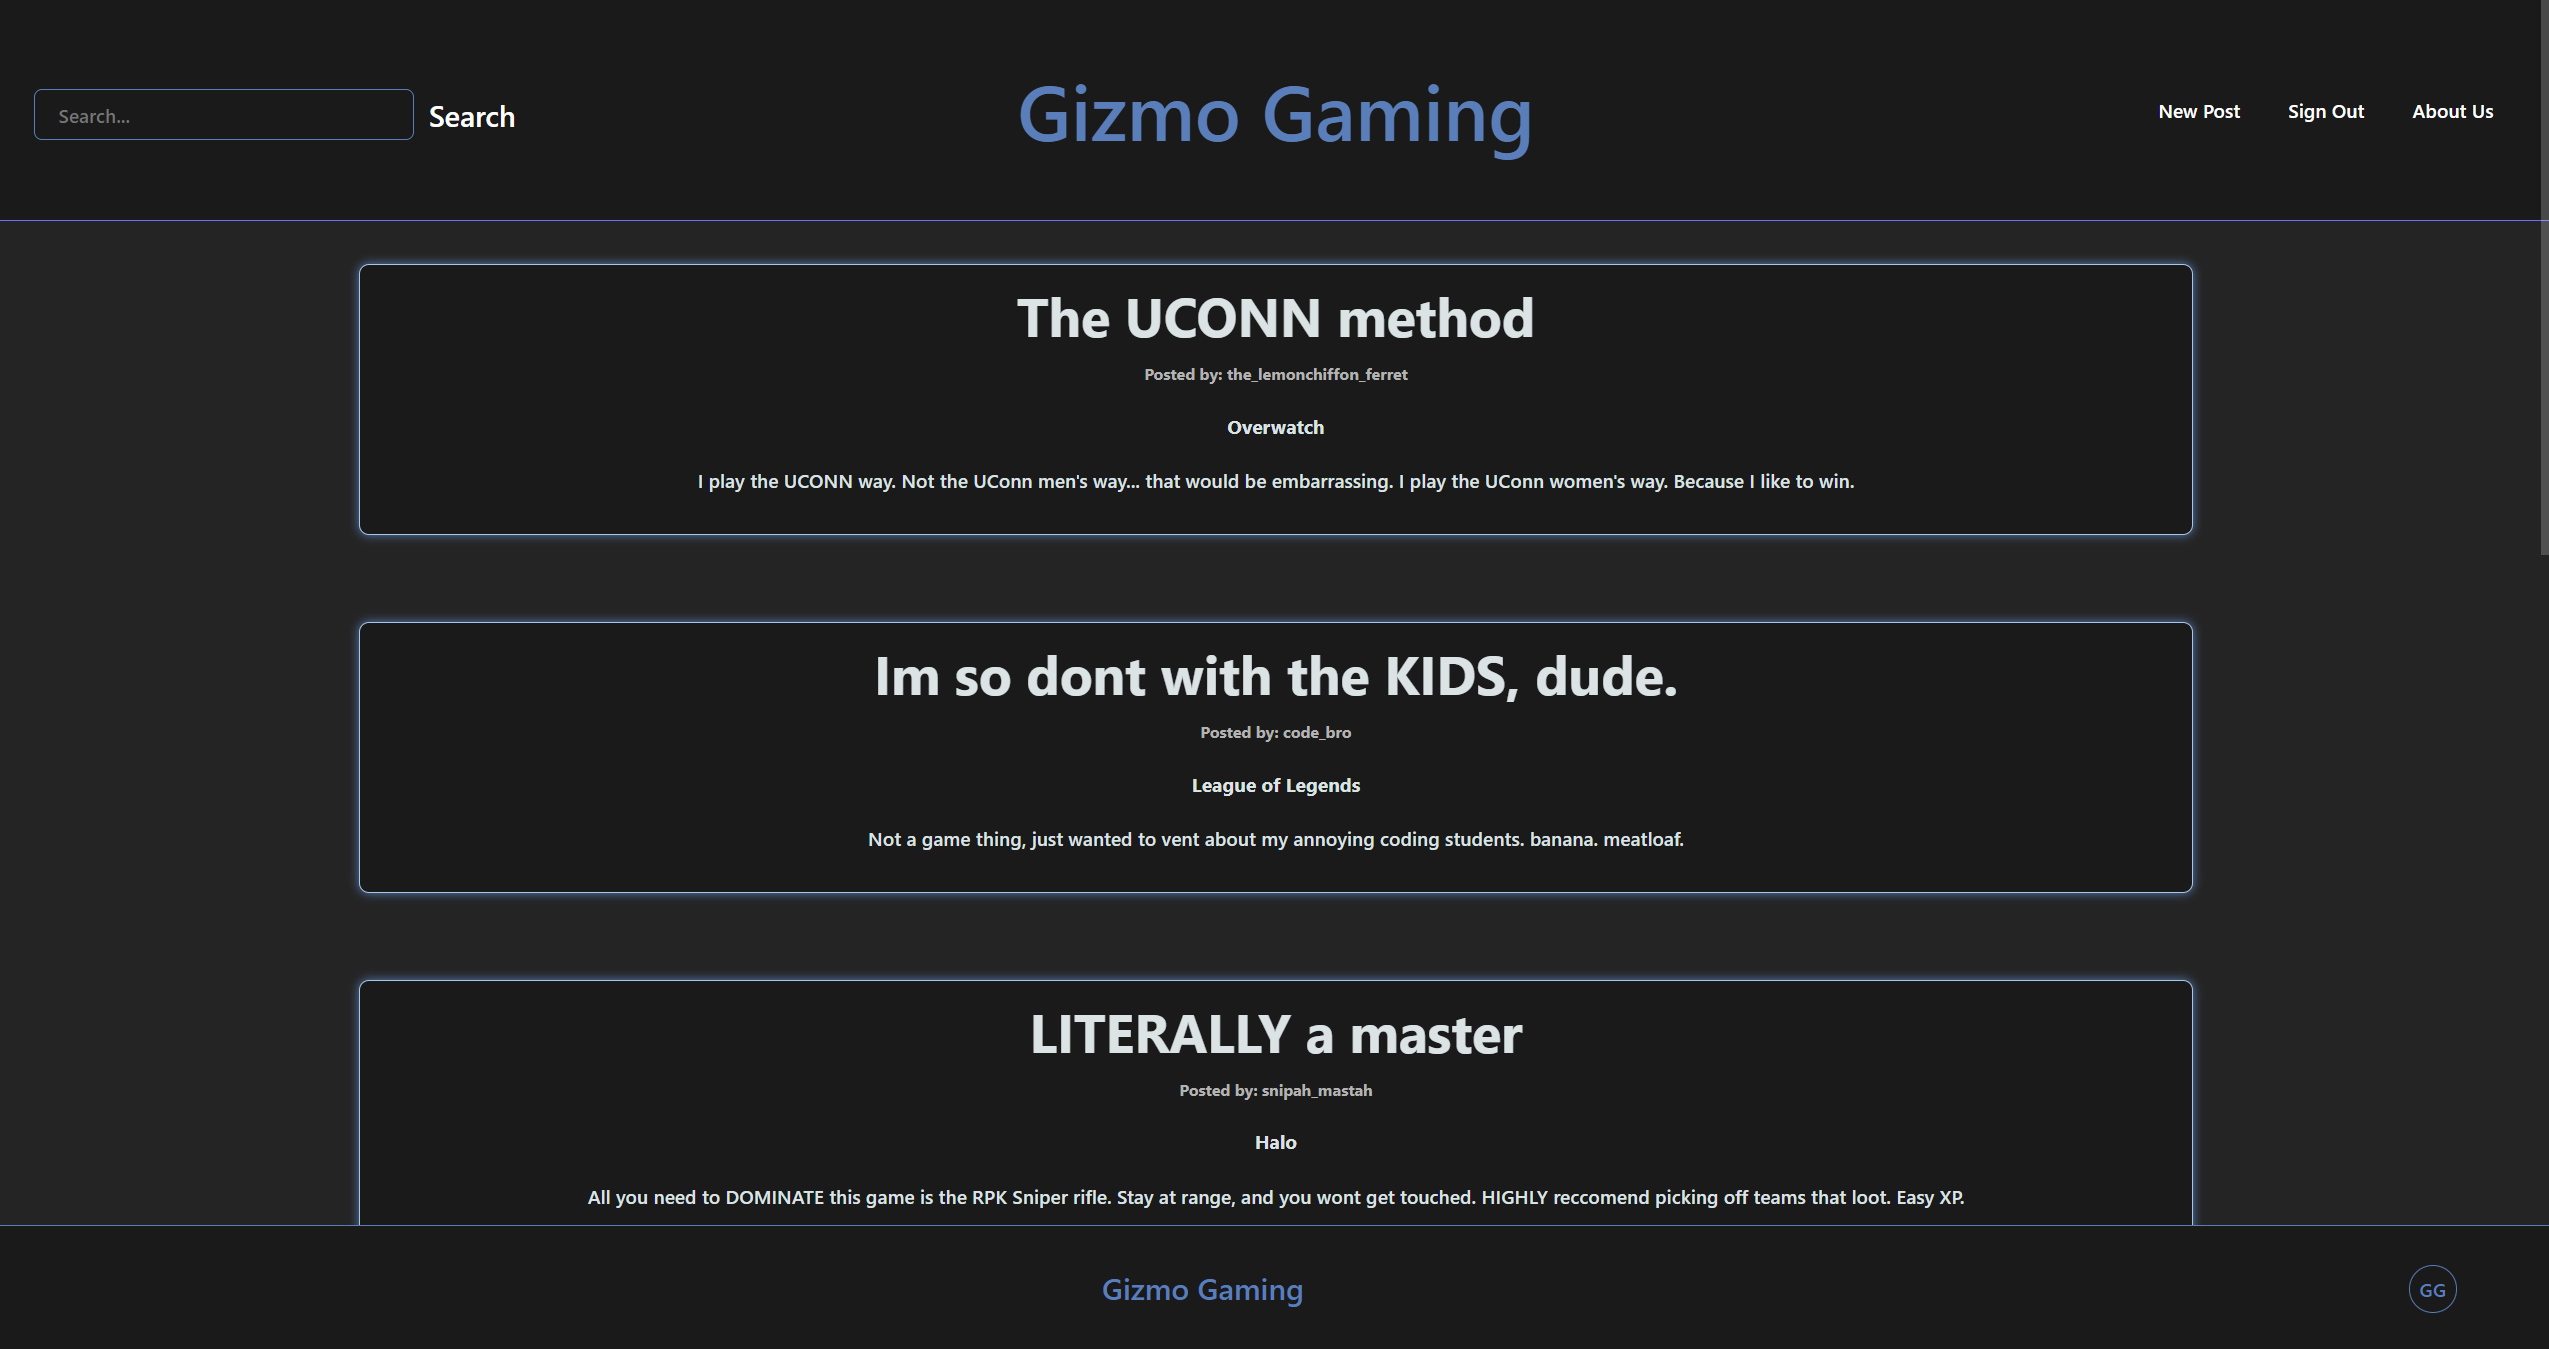 Search...
Search
Gizmo Gaming
New Post
Sign Out
About Us
The UCONN method
Posted by: the_lemonchiffon_ferret
Overwatch
I play the UCONN way. Not the UConn men's way... that would be embarrassing. I play the UConn women's way. Because I like to win.
Im so dont with the KIDS, dude.
Posted by: code_bro
League of Legends
Not a game thing, just wanted to vent about my annoying coding students. banana. meatloaf.
LITERALLY a master
Posted by: snipah_mastah
Halo
All you need to DOMINATE this game is the RPK Sniper rifle. Stay at range, and you wont get touched. HIGHLY reccomend picking off teams that loot. Easy XP.
Gizmo Gaming
GG